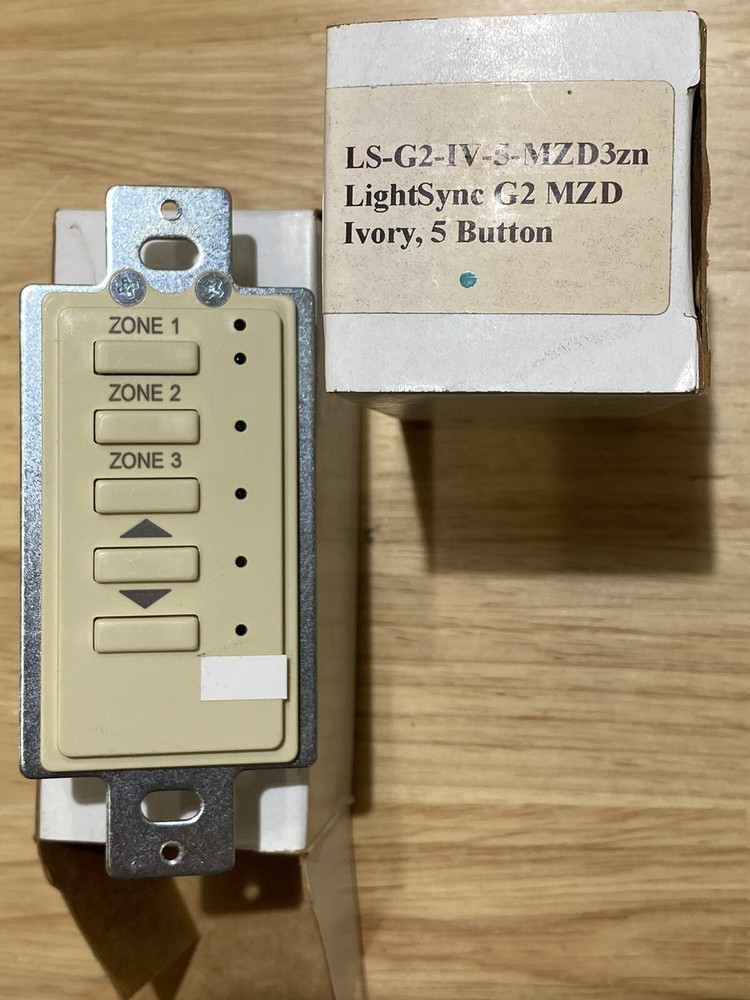 LS-G2-IV-5-MZD3zn
LightSync G2 MZD
Ivory, 5 Button
ZONE 1
ZONE 2
ZONE 3